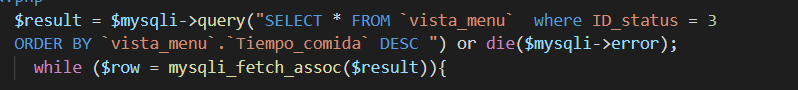 $result = $mysqli->query("SELECT * FROM `vista_menu`  where ID_status = 3
ORDER BY `vista_menu`.`Tiempo_comida` DESC ") or die($mysqli->error);
while ($row = mysqli_fetch_assoc($result)){